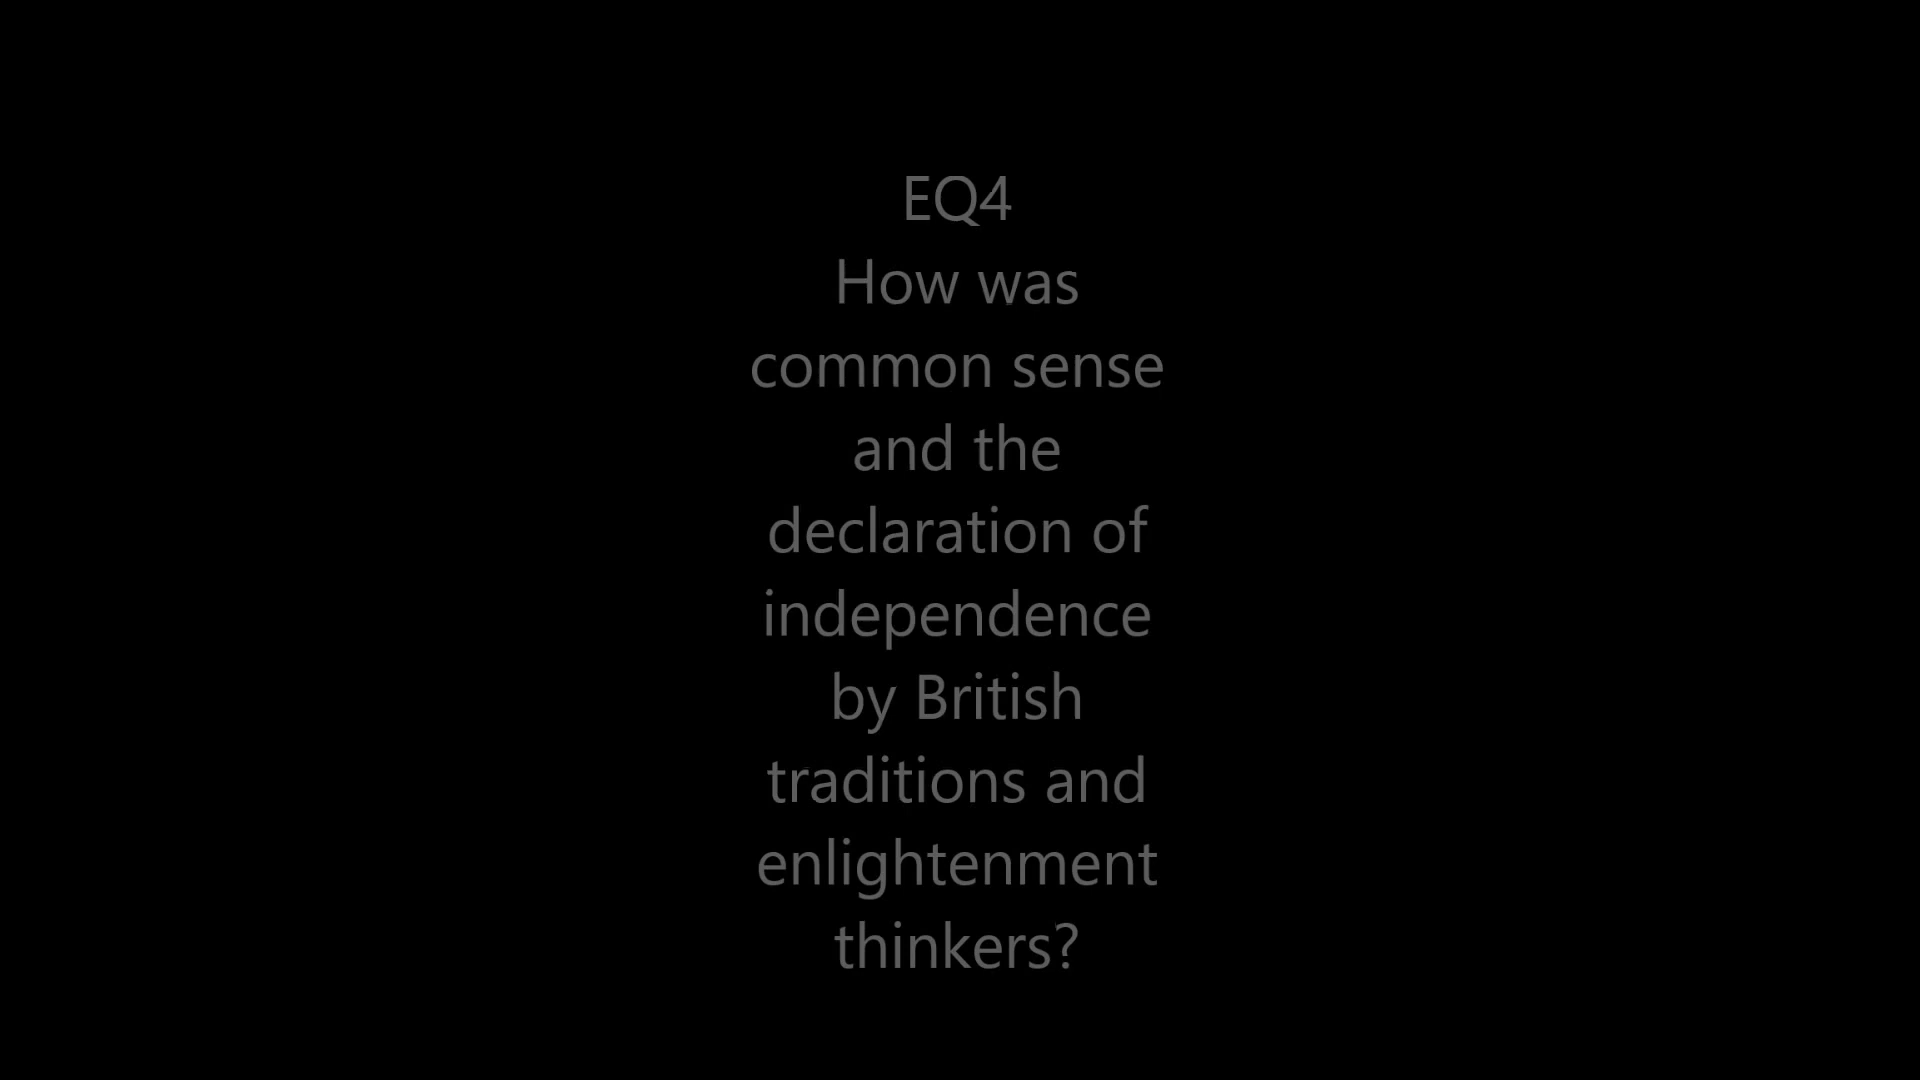 EQ4
How was
common sense
and the
declaration of
independence
by British
traditions and
enlightenment
thinkers?